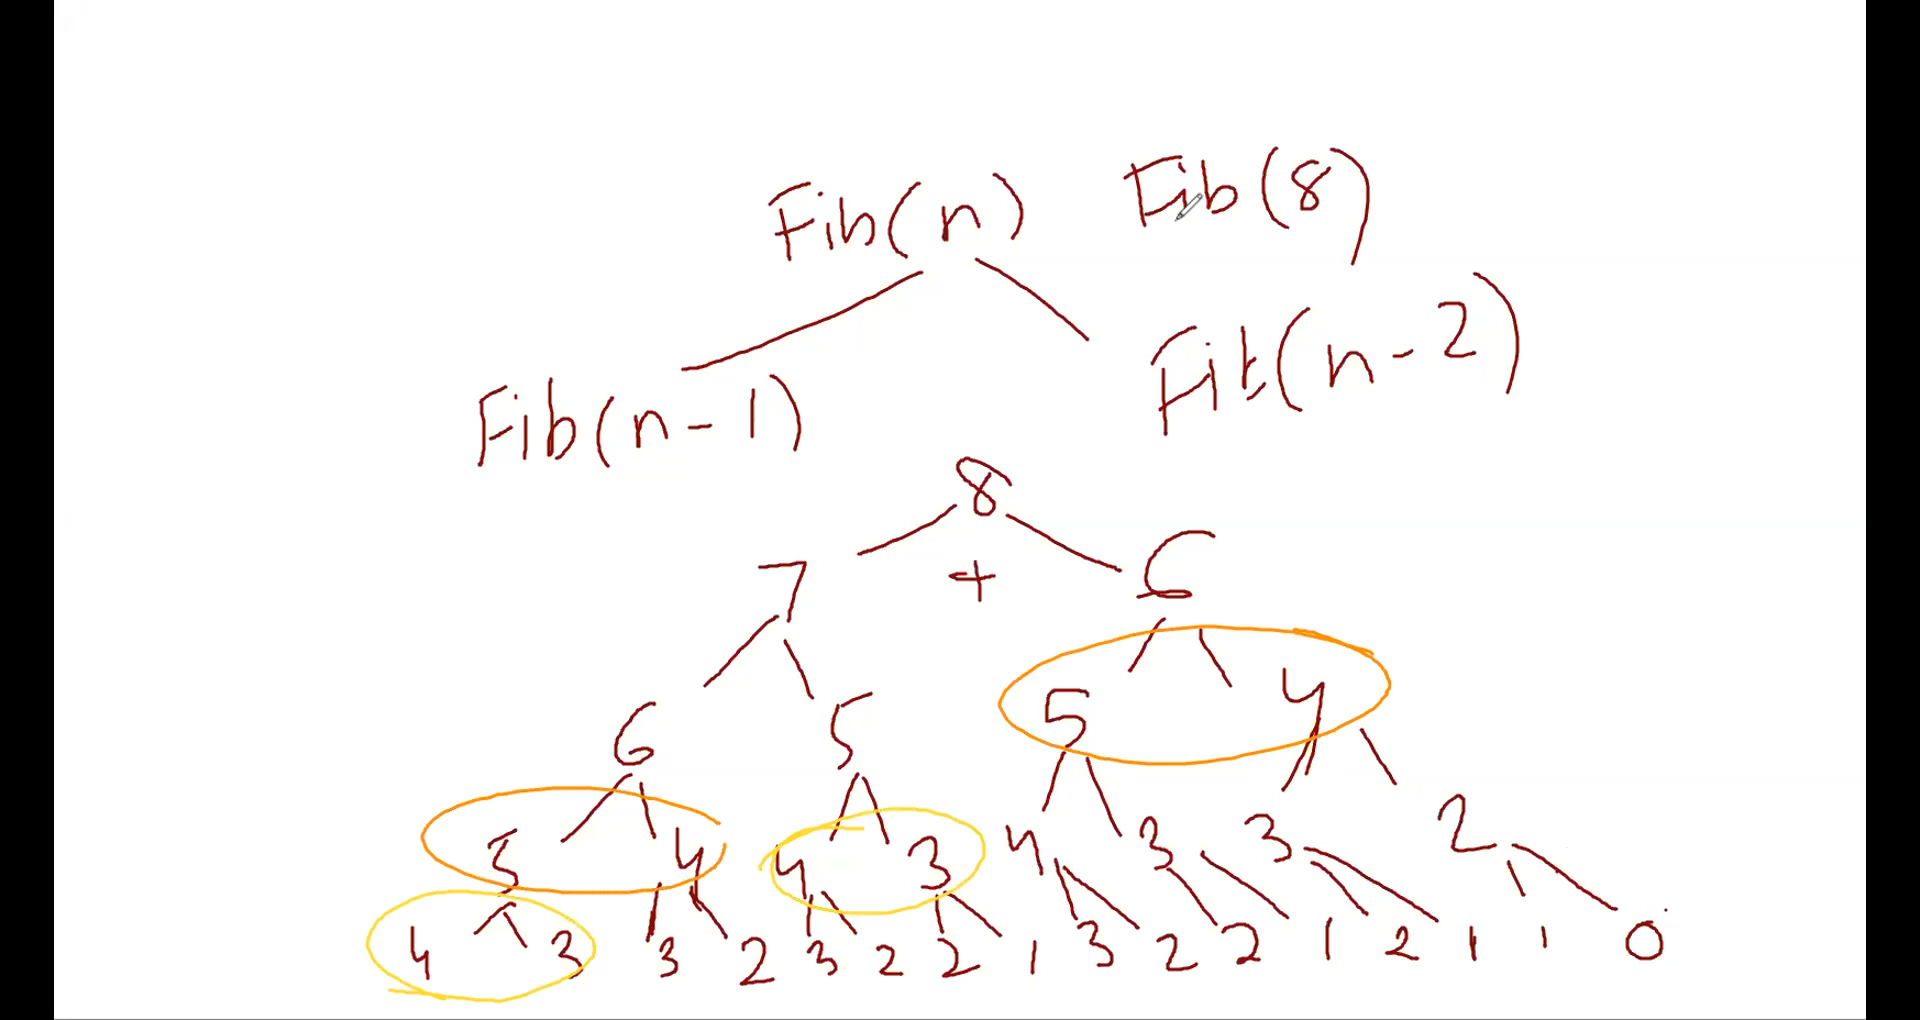 Fib(n) Fib(8)
Fib(n-1) Fit(n-2)
8
7 + 6
6 5 5 4
5 4 4 3 4 3 3 2
4 3 3 2 3 2 2 1 3 2 2 1 2 1 1 0